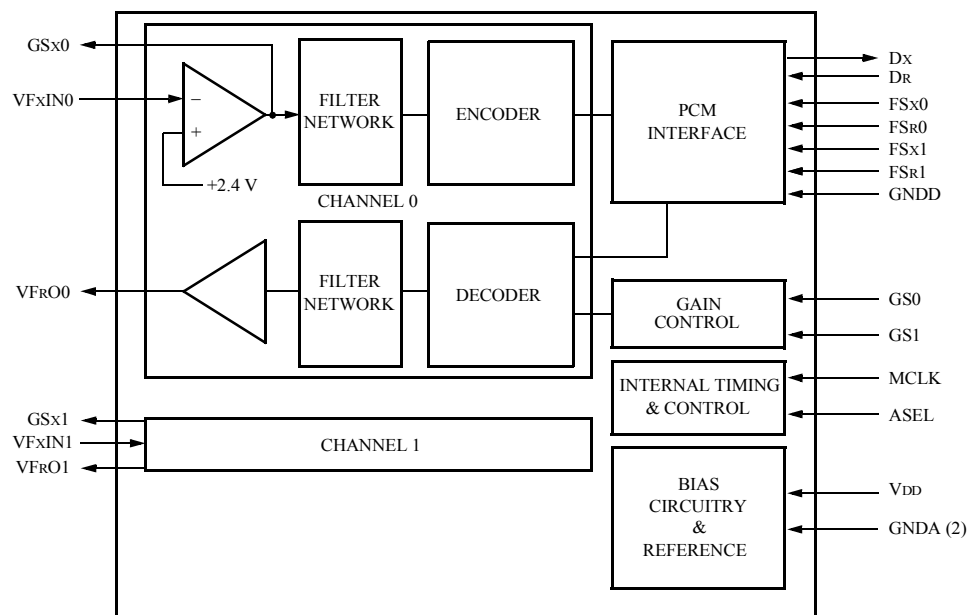 GSX0
VFXIN0
−
+
+2.4 V
FILTER
NETWORK
ENCODER
CHANNEL 0
PCM
INTERFACE
DX
DR
FSX0
FSR0
FSX1
FSR1
GNDD
VFRO0
FILTER
NETWORK
DECODER
GAIN
CONTROL
GS0
GS1
INTERNAL TIMING
& CONTROL
MCLK
ASEL
GSX1
VFXIN1
VFRO1
CHANNEL 1
BIAS
CIRCUITRY
&
REFERENCE
VDD
GNDA (2)